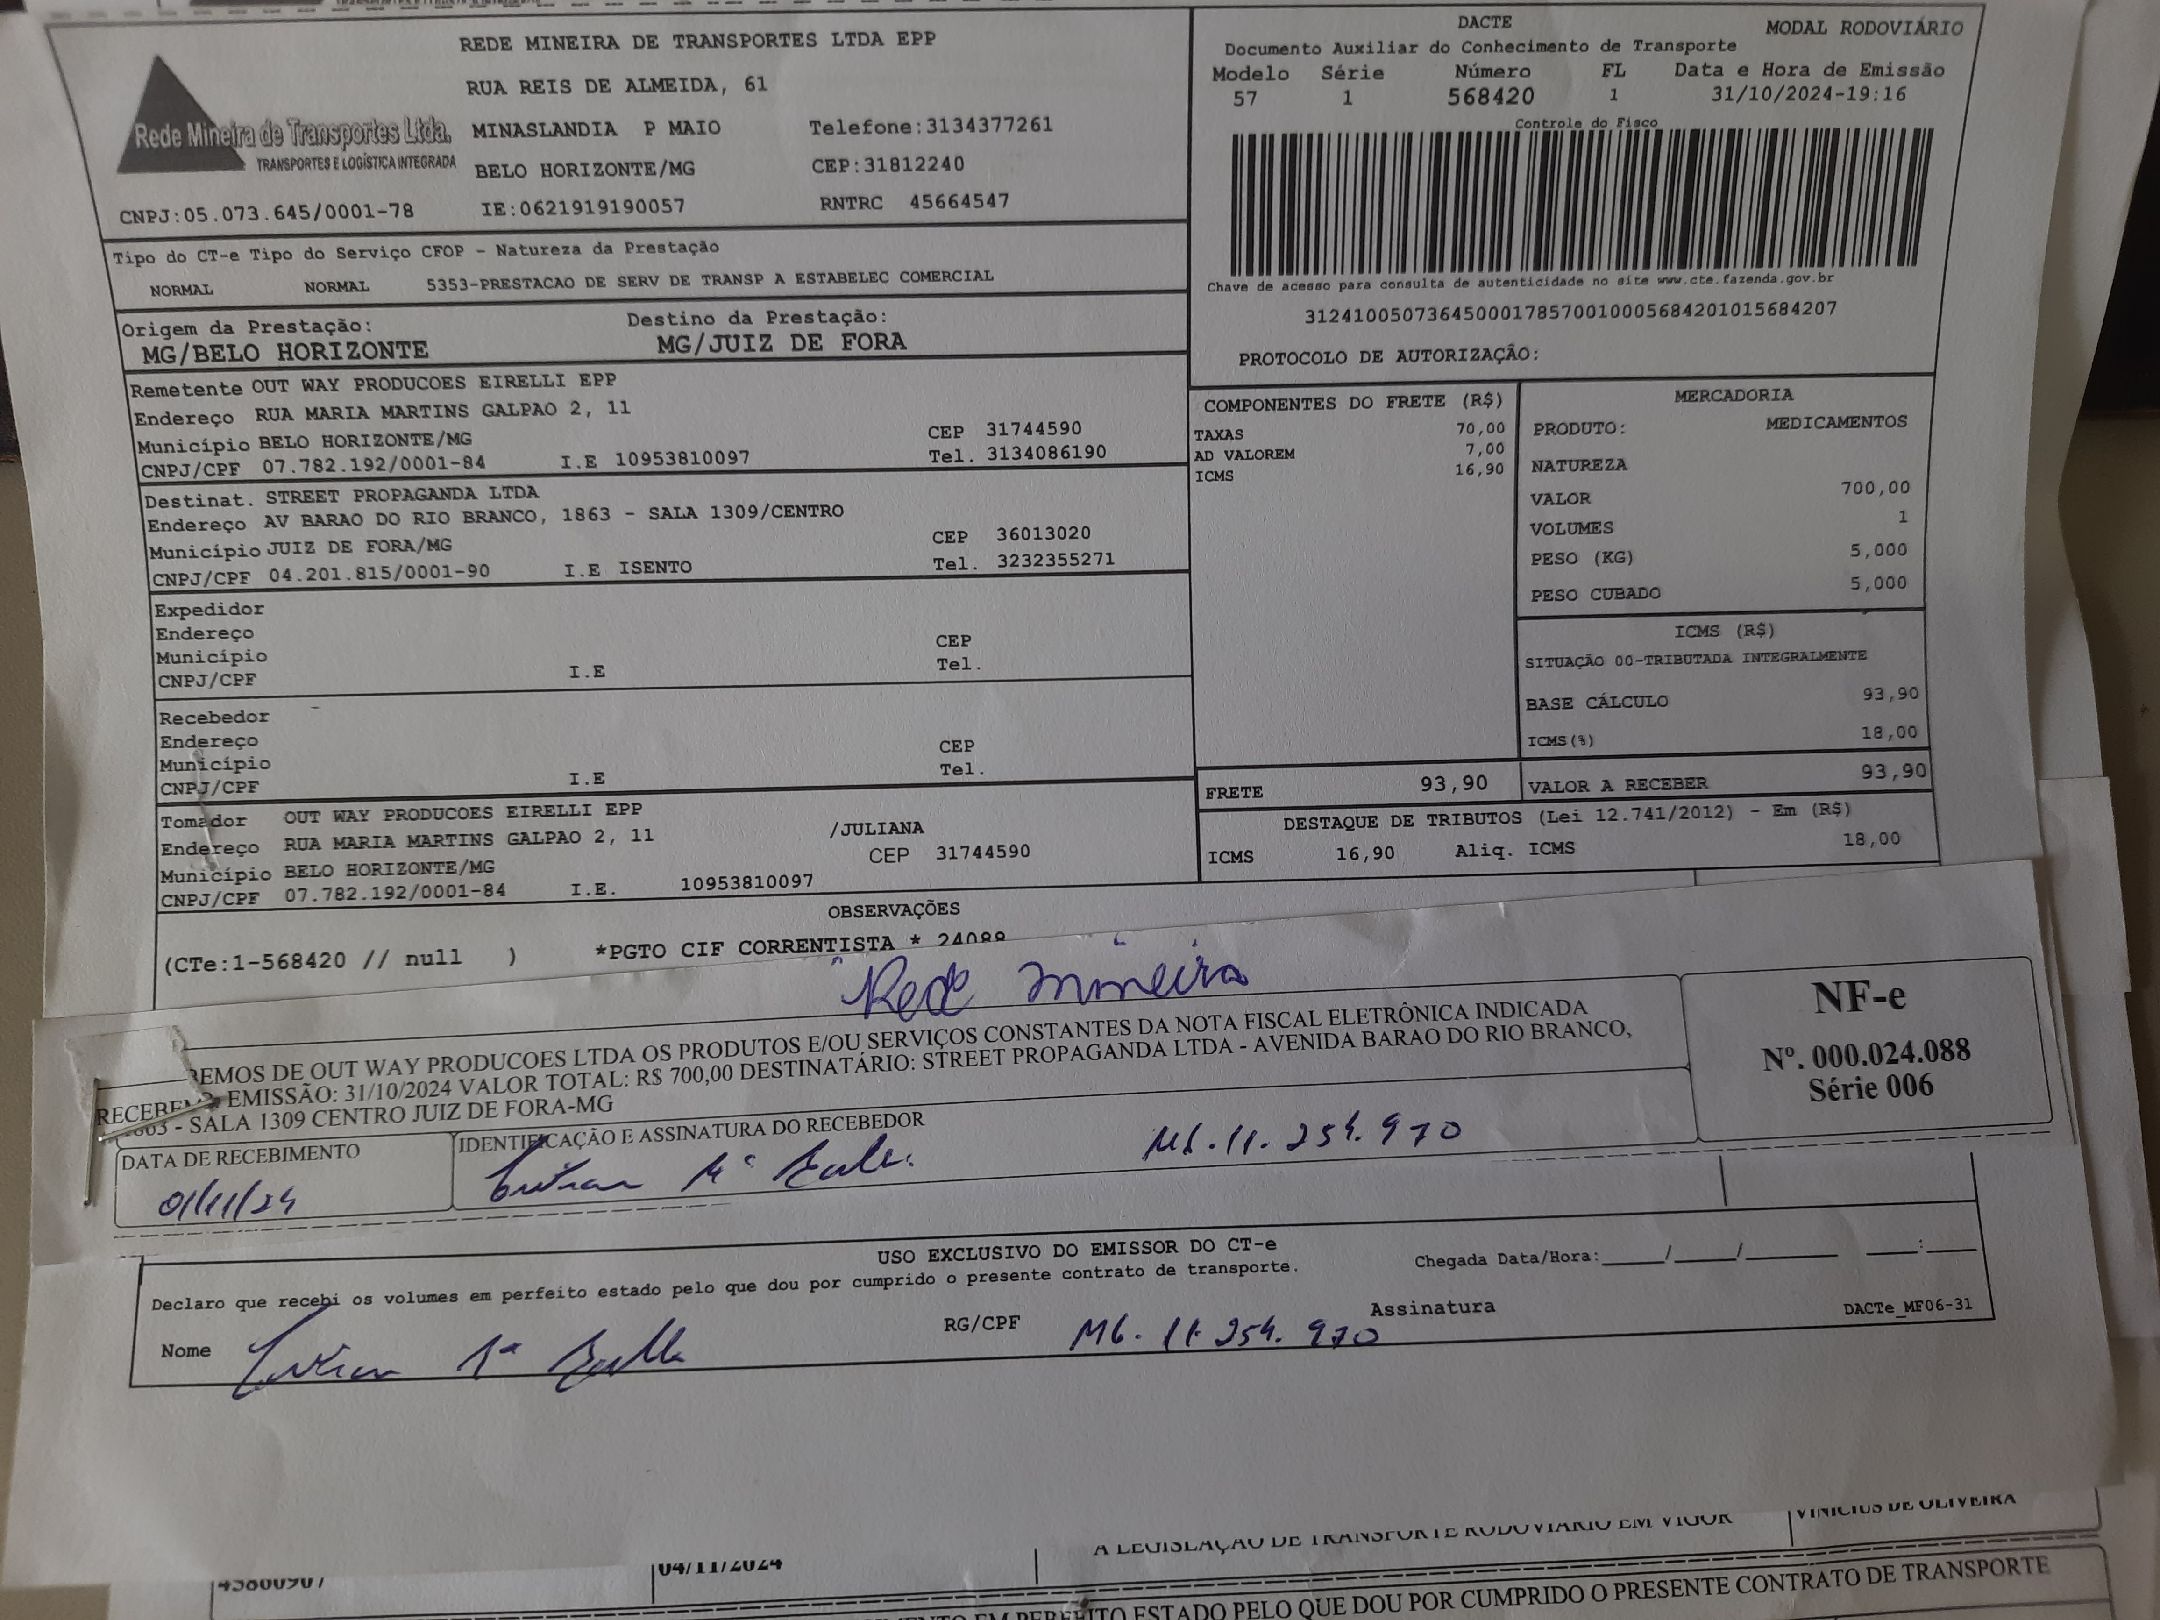 REDE MINEIRA DE TRANSPORTES LTDA EPP
RUA REIS DE ALMEIDA, 61
Rede Mineira de Transportes Ltda.
TRANSPORTES E LOGÍSTICA INTEGRADA
MINASLANDIA P MAIO Telefone:3134377261
BELO HORIZONTE/MG CEP:31812240
CNPJ:05.073.645/0001-78 IE:0621919190057 RNTRC 45664547
DACTE MODAL RODOVIÁRIO
Documento Auxiliar do Conhecimento de Transporte
Modelo Série Número FL Data e Hora de Emissão
57 1 568420 1 31/10/2024-19:16
Controle do Fisco
Chave de acesso para consulta de autenticidade no site www.cte.fazenda.gov.br
31241005073645000178570010005684201015684207
PROTOCOLO DE AUTORIZAÇÃO:
Tipo do CT-e Tipo do Serviço CFOP - Natureza da Prestação
NORMAL NORMAL 5353-PRESTACAO DE SERV DE TRANSP A ESTABELEC COMERCIAL
Origem da Prestação: Destino da Prestação:
MG/BELO HORIZONTE MG/JUIZ DE FORA
Remetente OUT WAY PRODUCOES EIRELLI EPP
Endereço RUA MARIA MARTINS GALPAO 2, 11
Município BELO HORIZONTE/MG CEP 31744590
CNPJ/CPF 07.782.192/0001-84 I.E 10953810097 Tel. 3134086190
Destinat. STREET PROPAGANDA LTDA
Endereço AV BARAO DO RIO BRANCO, 1863 - SALA 1309/CENTRO
Município JUIZ DE FORA/MG CEP 36013020
CNPJ/CPF 04.201.815/0001-90 I.E ISENTO Tel. 3232355271
Expedidor
Endereço
Município CEP
CNPJ/CPF I.E Tel.
Recebedor
Endereço
Município CEP
CNPJ/CPF I.E Tel.
Tomador OUT WAY PRODUCOES EIRELLI EPP
Endereço RUA MARIA MARTINS GALPAO 2, 11 /JULIANA
Município BELO HORIZONTE/MG CEP 31744590
CNPJ/CPF 07.782.192/0001-84 I.E. 10953810097
COMPONENTES DO FRETE (R$)
TAXAS 70,00
AD VALOREM 7,00
ICMS 16,90
MERCADORIA
PRODUTO: MEDICAMENTOS
NATUREZA
VALOR 700,00
VOLUMES 1
PESO (KG) 5,000
PESO CUBADO 5,000
ICMS (R$)
SITUAÇÃO 00-TRIBUTADA INTEGRALMENTE
BASE CÁLCULO 93,90
ICMS(%) 18,00
FRETE 93,90 VALOR A RECEBER 93,90
DESTAQUE DE TRIBUTOS (Lei 12.741/2012) - Em (R$)
ICMS 16,90 Aliq. ICMS 18,00
OBSERVAÇÕES
(CTe:1-568420 // null ) *PGTO CIF CORRENTISTA * 24088
Rede Mineira
RECEBEMOS DE OUT WAY PRODUCOES LTDA OS PRODUTOS E/OU SERVIÇOS CONSTANTES DA NOTA FISCAL ELETRÔNICA INDICADA
EMISSÃO: 31/10/2024 VALOR TOTAL: R$ 700,00 DESTINATÁRIO: STREET PROPAGANDA LTDA - AVENIDA BARAO DO RIO BRANCO,
1863 - SALA 1309 CENTRO JUIZ DE FORA-MG
NF-e
Nº. 000.024.088
Série 006
DATA DE RECEBIMENTO IDENTIFICAÇÃO E ASSINATURA DO RECEBEDOR
01/11/24 MG.11.254.970
USO EXCLUSIVO DO EMISSOR DO CT-e
Declaro que recebi os volumes em perfeito estado pelo que dou por cumprido o presente contrato de transporte. Chegada Data/Hora:____/____/______ ___:___
Nome RG/CPF MG.11.254.970 Assinatura DACTe_MF06-31
A LEGISLAÇÃO DE TRANSPORTE RODOVIÁRIO EM VIGOR VINICIUS DE OLIVEIRA
04/11/2024
EM PERFEITO ESTADO PELO QUE DOU POR CUMPRIDO O PRESENTE CONTRATO DE TRANSPORTE